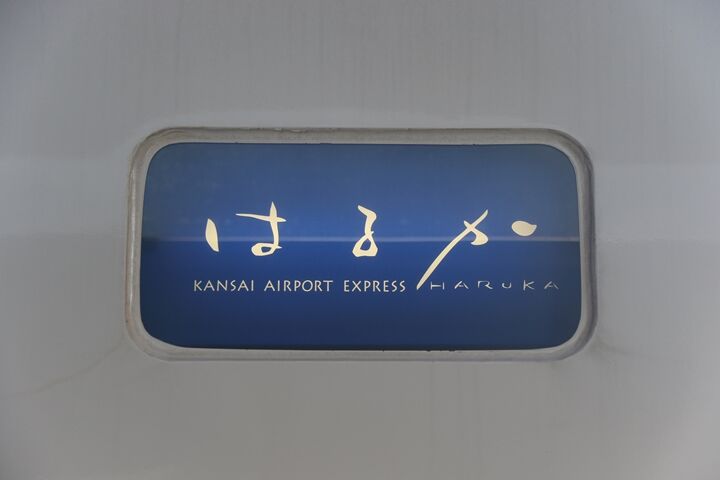 はるか
KANSAI AIRPORT EXPRESS HARUKA